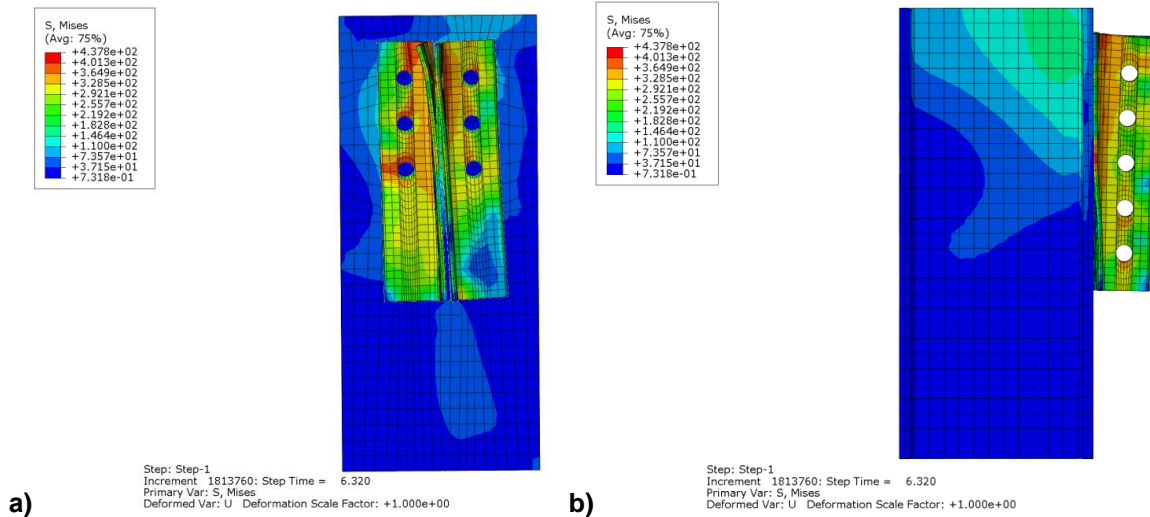 S, Mises
(Avg: 75%)
+4.378e+02
+4.013e+02
+3.649e+02
+3.285e+02
+2.921e+02
+2.557e+02
+2.192e+02
+1.828e+02
+1.464e+02
+1.100e+02
+7.357e+01
+3.715e+01
+7.318e-01
Step: Step-1
Increment 1813760: Step Time = 6.320
Primary Var: S, Mises
Deformed Var: U Deformation Scale Factor: +1.000e+00
a)
S, Mises
(Avg: 75%)
+4.378e+02
+4.013e+02
+3.649e+02
+3.285e+02
+2.921e+02
+2.557e+02
+2.192e+02
+1.828e+02
+1.464e+02
+1.100e+02
+7.357e+01
+3.715e+01
+7.318e-01
Step: Step-1
Increment 1813760: Step Time = 6.320
Primary Var: S, Mises
Deformed Var: U Deformation Scale Factor: +1.000e+00
b)